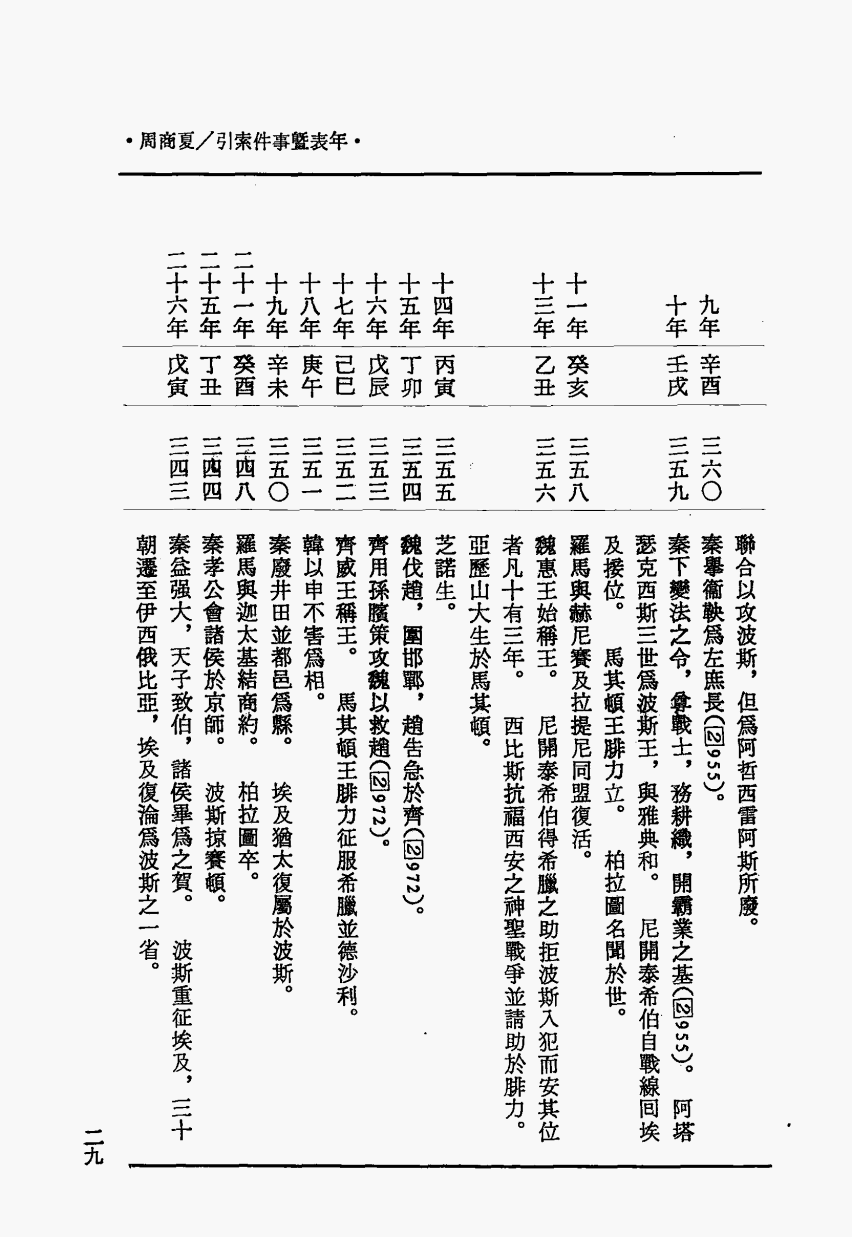 ・周商夏／引索件事暨表年・
聯合以攻波斯，但爲阿哲西雷阿斯所廢。
九年 辛酉 三六〇 秦舉衞鞅爲左庶長(②955)。
十年 壬戌 三五九 秦下變法之令，奪戰士，務耕織，開霸業之基(②955)。 阿塔
瑟克西斯三世爲波斯王，與雅典和。 尼開泰希伯自戰線回埃
及接位。 馬其頓王腓力立。 柏拉圖名聞於世。
十一年 癸亥 三五八 羅馬與赫尼賽及拉提尼同盟復活。
十三年 乙丑 三五六 魏惠王始稱王。 尼開泰希伯得希臘之助拒波斯入犯而安其位
者凡十有三年。 西比斯抗福西安之神聖戰爭並請助於腓力。
亞歷山大生於馬其頓。
十四年 丙寅 三五五 芝諾生。
十五年 丁卯 三五四 魏伐趙，圍邯鄲，趙告急於齊(②972)。
十六年 戊辰 三五三 齊用孫臏策攻魏以救趙(②972)。
十七年 己巳 三五二 齊威王稱王。 馬其頓王腓力征服希臘並德沙利。
十八年 庚午 三五一 韓以申不害爲相。
十九年 辛未 三五〇 秦廢井田並都邑爲縣。 埃及猶太復屬於波斯。
二十一年 癸酉 三四八 羅馬與迦太基結商約。 柏拉圖卒。
二十五年 丁丑 三四四 秦孝公會諸侯於京師。 波斯掠賽頓。
二十六年 戊寅 三四三 秦益强大，天子致伯，諸侯畢爲之賀。 波斯重征埃及，三十
朝遷至伊西俄比亞，埃及復淪爲波斯之一省。
二九